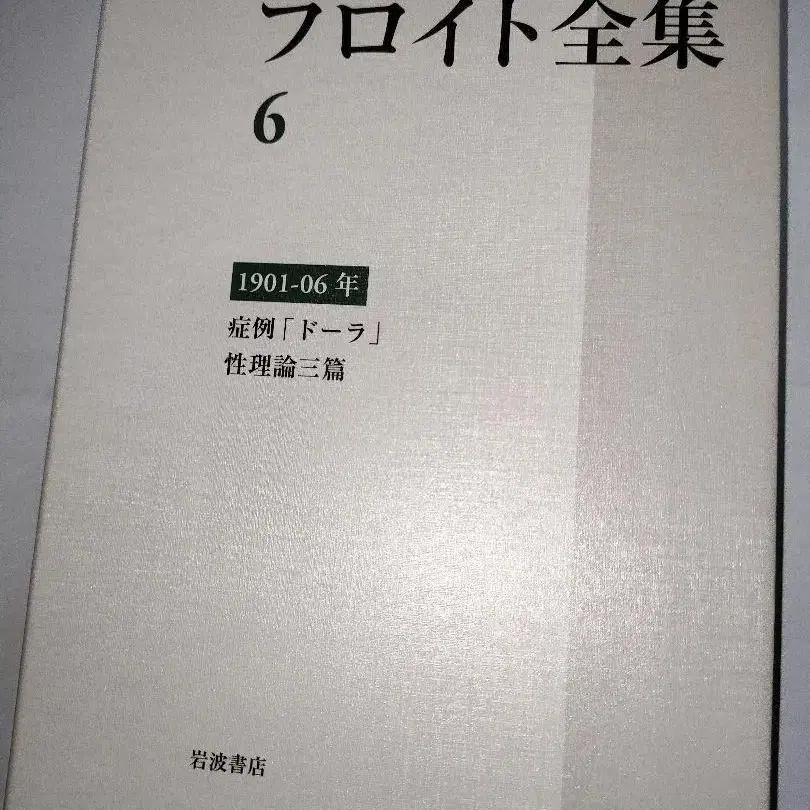 フロイト全集
6
1901-06年
症例「ドーラ」
性理論三篇
岩波書店